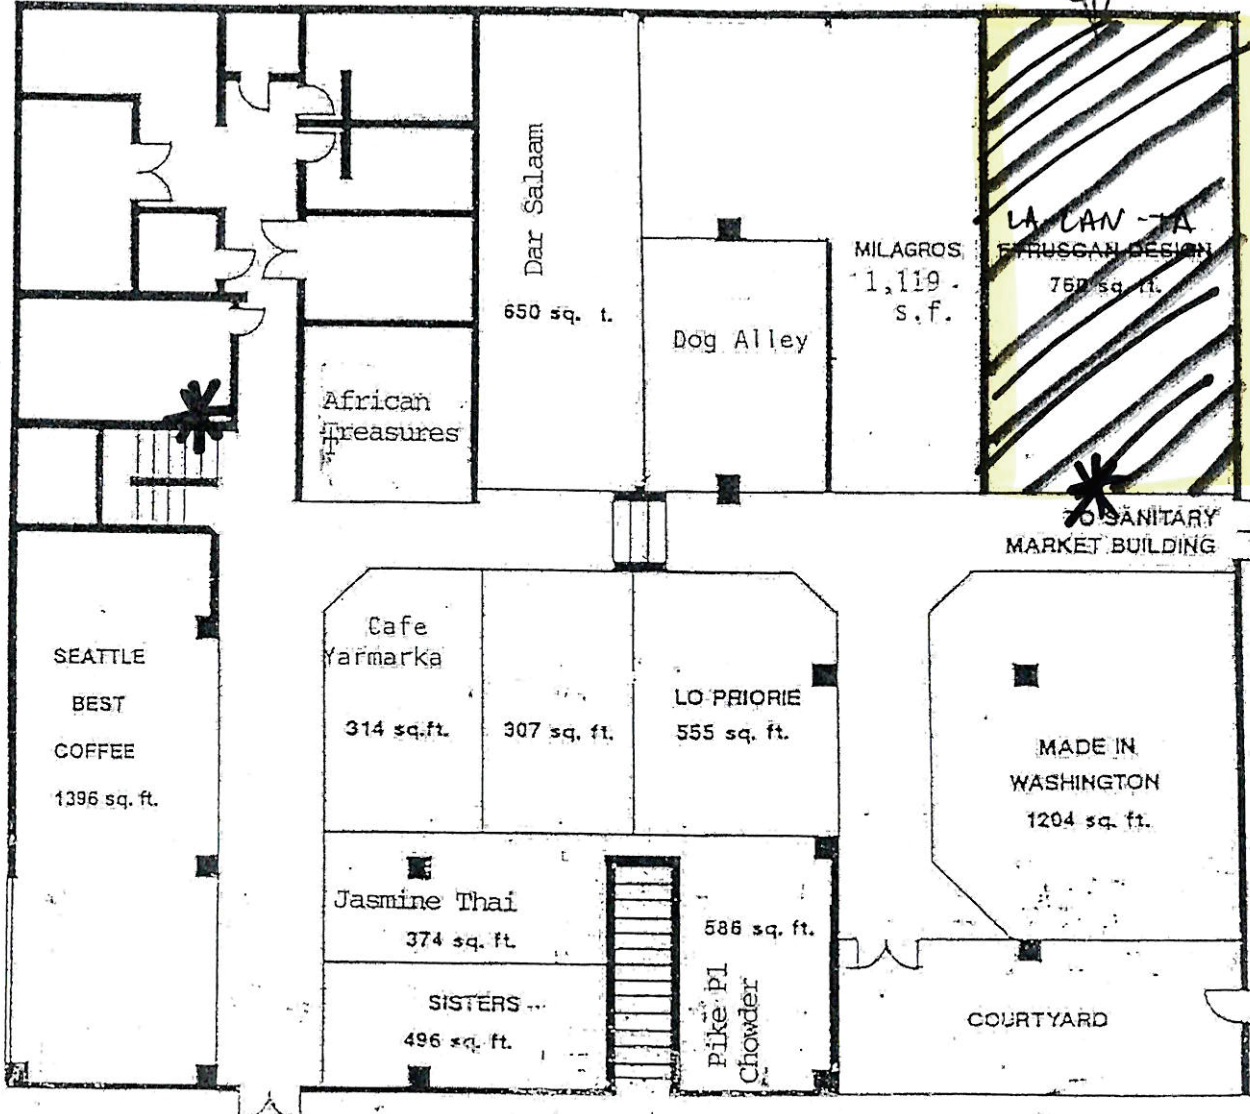 Dar Salaam
650 sq. t.
Dog Alley
MILAGROS
1,119
s.f.
LA CAN -TA
ETRUSCAN DESIGN
sq. ft.
African
Treasures
TO SANITARY
MARKET BUILDING
SEATTLE
BEST
COFFEE
1396 sq. ft.
Cafe
Yarmarka
314 sq.ft.
307 sq. ft.
LO PRIORIE
555 sq. ft.
MADE IN
WASHINGTON
1204 sq. ft.
Jasmine Thai
374 sq. ft.
SISTERS
496 sq. ft.
586 sq. ft.
Pike Pl
Chowder
COURTYARD